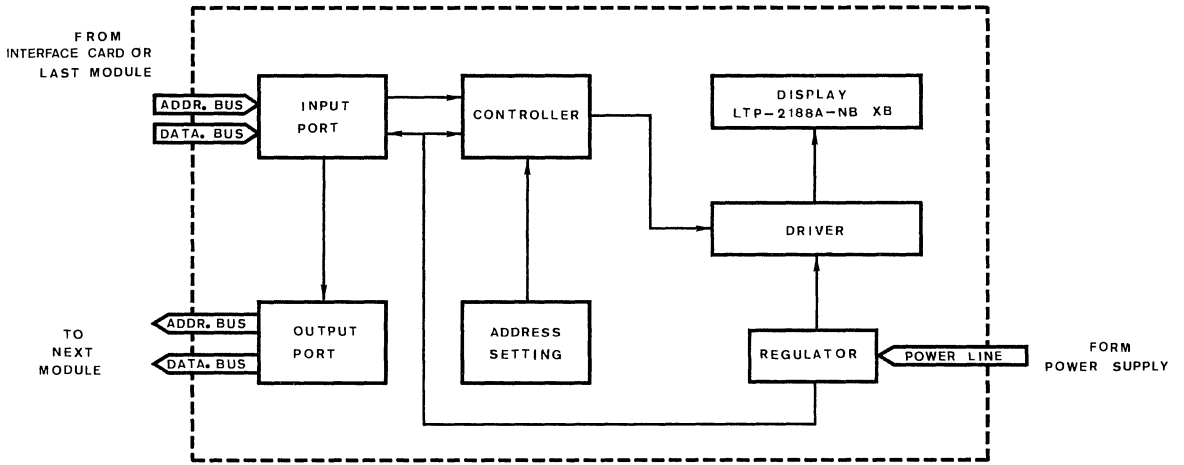 FROM
INTERFACE CARD OR
LAST MODULE
ADDR. BUS
DATA. BUS
INPUT
PORT
CONTROLLER
DISPLAY
LTP-2188A-NB XB
DRIVER
TO
NEXT
MODULE
ADDR. BUS
DATA. BUS
OUTPUT
PORT
ADDRESS
SETTING
REGULATOR
POWER LINE
FORM
POWER SUPPLY